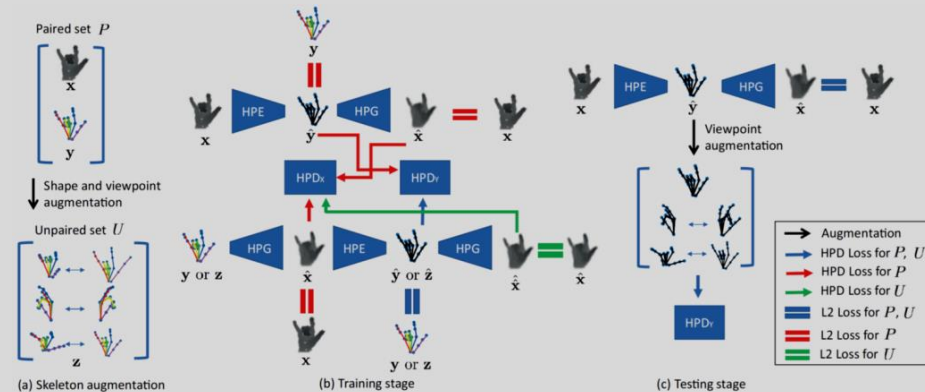 Paired set P
x
y
Shape and viewpoint
augmentation
Unpaired set U
z
(a) Skeleton augmentation
y
x
HPE
ŷ
HPG
x̂
x
HPDX
HPDY
y or z
HPG
x̂
HPE
ŷ or ẑ
HPG
x̂̂
x̂
x
y or z
(b) Training stage
x
HPE
ŷ
HPG
x̂
x
Viewpoint
augmentation
HPDY
(c) Testing stage
Augmentation
HPD Loss for P, U
HPD Loss for P
HPD Loss for U
L2 Loss for P, U
L2 Loss for P
L2 Loss for U